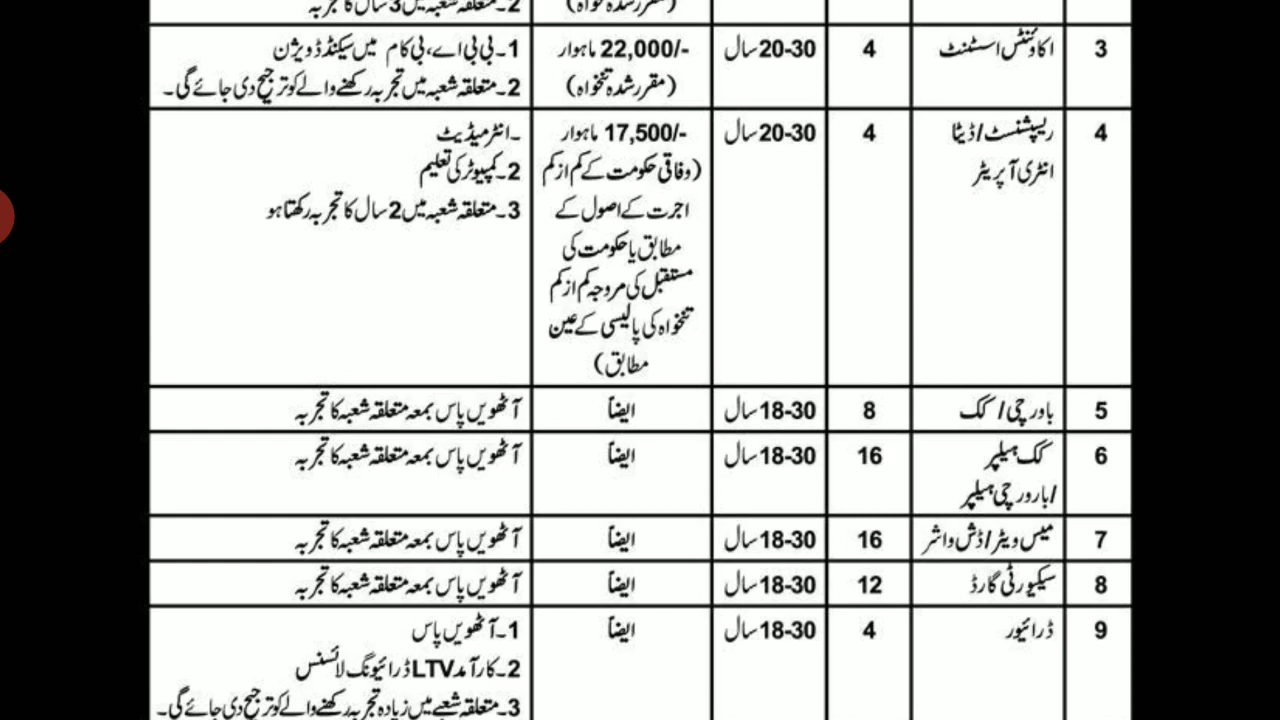 2۔متعلقہ شعبہ میں 3 سال کا تجربہ
(مقرر شدہ تنخواہ)
3
اکاؤنٹس اسسٹنٹ
4
20-30 سال
22,000/- ماہوار
(مقرر شدہ تنخواہ)
1۔بی بی اے، بی کام میں سیکنڈ ڈویژن
2۔متعلقہ شعبہ میں تجربہ رکھنے والے کو ترجیح دی جائے گی۔
4
ریسپشنسٹ/ڈیٹا
انٹری آپریٹر
4
20-30 سال
17,500/- ماہوار
(وفاقی حکومت کے کم از کم
اجرت کے اصول کے
مطابق یا حکومت کی
مستقبل کی مروجہ کم از کم
تنخواہ کی پالیسی کے عین
مطابق)
۔انٹرمیڈیٹ
2۔کمپیوٹر کی تعلیم
3۔متعلقہ شعبہ میں 2 سال کا تجربہ رکھتا ہو
5
باورچی/کک
8
18-30 سال
ایضاً
آٹھویں پاس بمعہ متعلقہ شعبہ کا تجربہ
6
کک ہیلپر
/بارورچی ہیلپر
16
18-30 سال
ایضاً
آٹھویں پاس بمعہ متعلقہ شعبہ کا تجربہ
7
میس ویٹر/ڈش واشر
16
18-30 سال
ایضاً
آٹھویں پاس بمعہ متعلقہ شعبہ کا تجربہ
8
سیکیورٹی گارڈ
12
18-30 سال
ایضاً
آٹھویں پاس بمعہ متعلقہ شعبہ کا تجربہ
9
ڈرائیور
4
18-30 سال
ایضاً
1۔آٹھویں پاس
2۔کارآمد LTV ڈرائیونگ لائسنس
3۔متعلقہ شعبے میں زیادہ تجربہ رکھنے والے کو ترجیح دی جائے گی۔